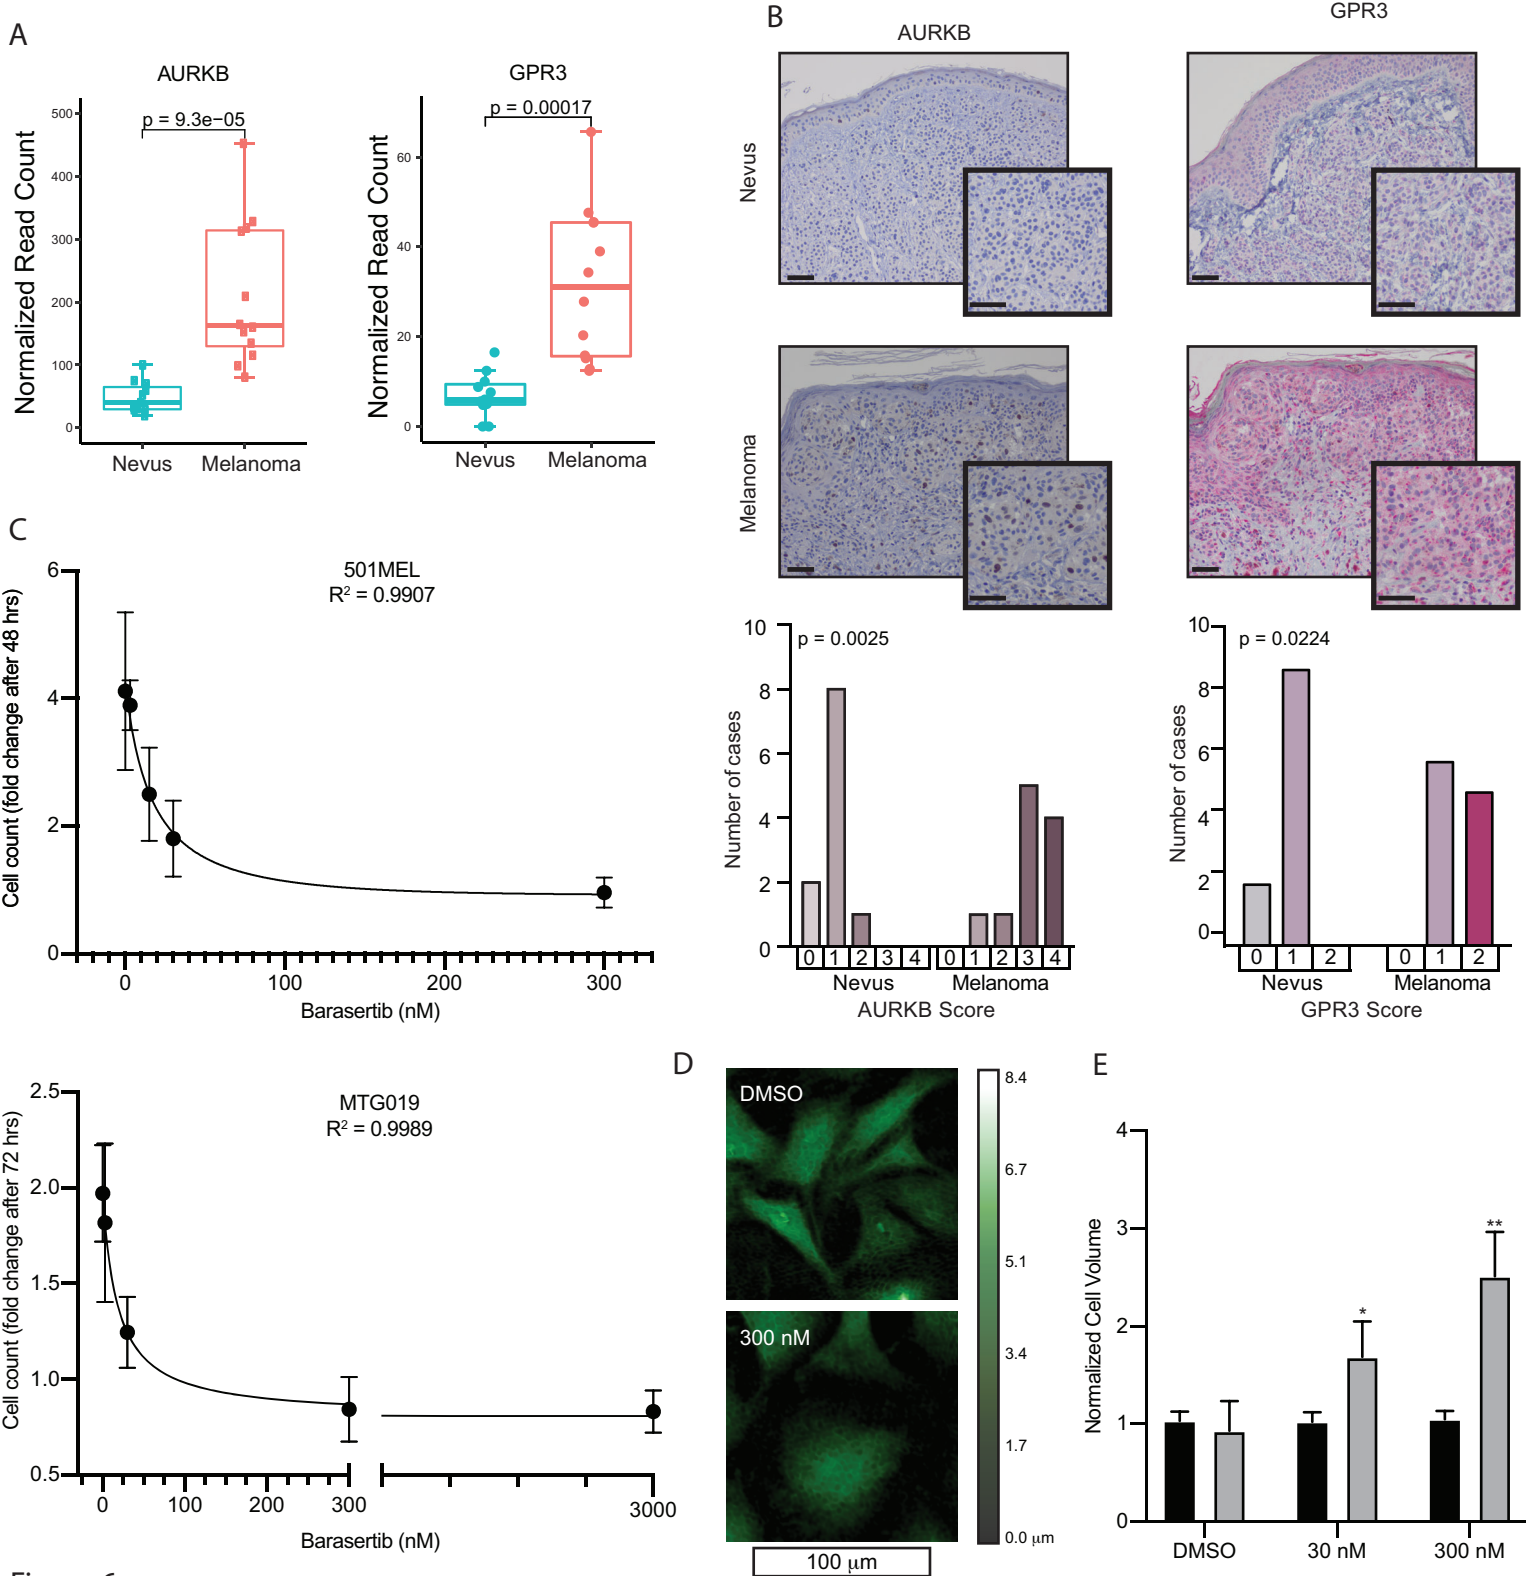 A
AURKB
p = 9.3e−05
Normalized Read Count
500
400
300
200
100
0
Nevus
Melanoma
GPR3
p = 0.00017
Normalized Read Count
60
40
20
0
Nevus
Melanoma
B
AURKB
GPR3
Nevus
Melanoma
p = 0.0025
Number of cases
10
8
6
4
2
0
0 1 2 3 4 0 1 2 3 4
Nevus
Melanoma
AURKB Score
p = 0.0224
Number of cases
10
8
6
4
2
0
0 1 2 0 1 2
Nevus
Melanoma
GPR3 Score
C
501MEL
R² = 0.9907
Cell count (fold change after 48 hrs)
6
4
2
0
0 100 200 300
Barasertib (nM)
MTG019
R² = 0.9989
Cell count (fold change after 72 hrs)
2.5
2.0
1.5
1.0
0.5
0 100 200 300 3000
Barasertib (nM)
D
DMSO
300 nM
8.4
6.7
5.1
3.4
1.7
0.0 μm
100 μm
E
Normalized Cell Volume
4
3
2
1
0
*
**
DMSO
30 nM
300 nM